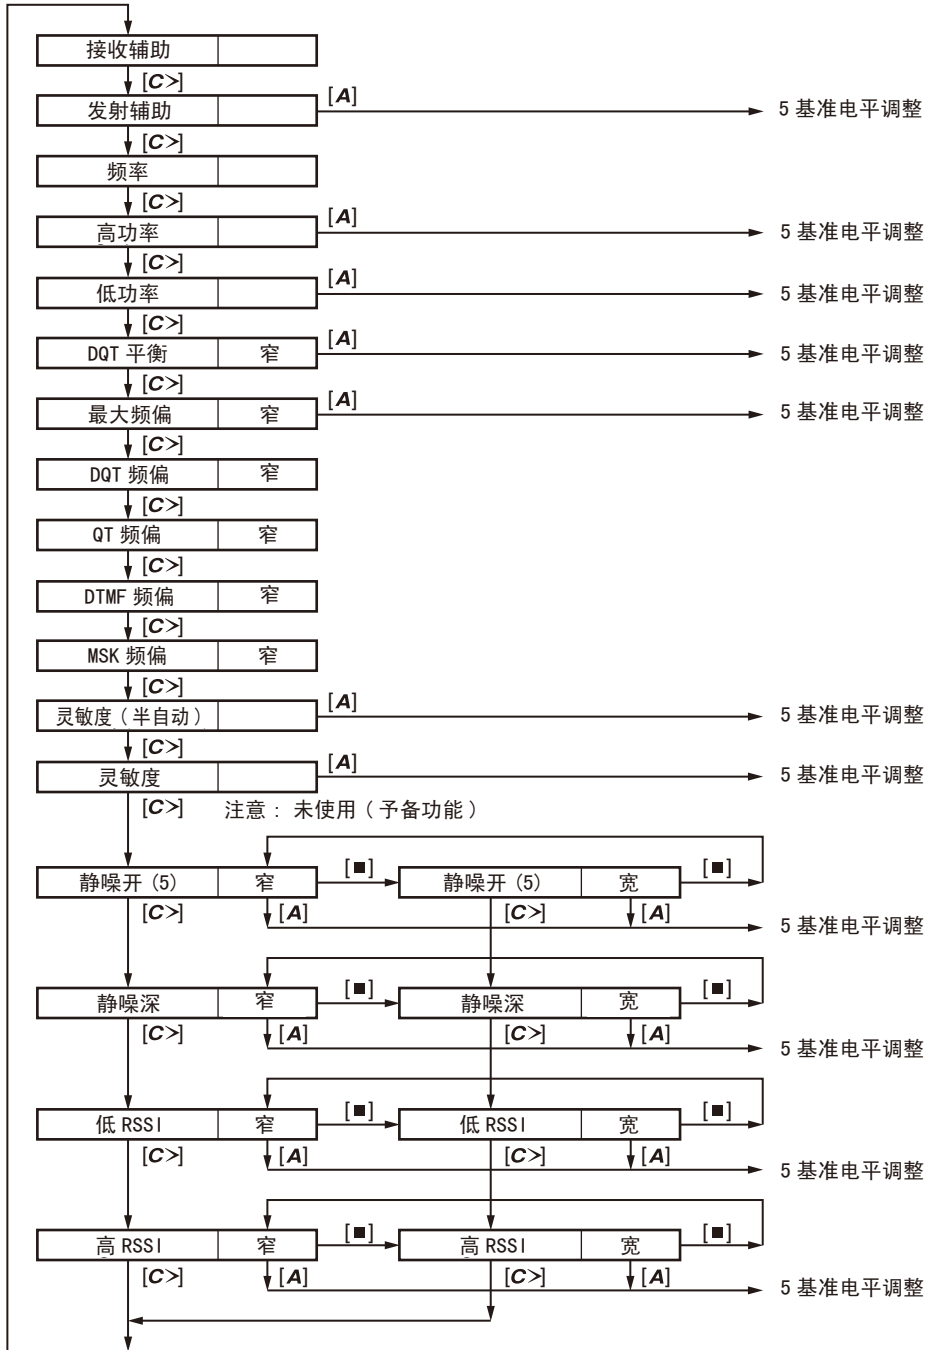 接收辅助
[C>]
发射辅助 [A] 5 基准电平调整
[C>]
频率
[C>]
高功率 [A] 5 基准电平调整
[C>]
低功率 [A] 5 基准电平调整
[C>]
DQT 平衡 窄 [A] 5 基准电平调整
[C>]
最大频偏 窄 [A] 5 基准电平调整
[C>]
DQT 频偏 窄
[C>]
QT 频偏 窄
[C>]
DTMF 频偏 窄
[C>]
MSK 频偏 窄
[C>]
灵敏度（半自动） [A] 5 基准电平调整
[C>]
灵敏度 [A] 5 基准电平调整
[C>] 注意：未使用（予备功能）
静噪开 (5) 窄 [■] 静噪开 (5) 宽 [■]
[C>] [A] [C>] [A] 5 基准电平调整
静噪深 窄 [■] 静噪深 宽 [■]
[C>] [A] [C>] [A] 5 基准电平调整
低 RSSI 窄 [■] 低 RSSI 宽 [■]
[C>] [A] [C>] [A] 5 基准电平调整
高 RSSI 窄 [■] 高 RSSI 宽 [■]
[C>] [A] [C>] [A] 5 基准电平调整